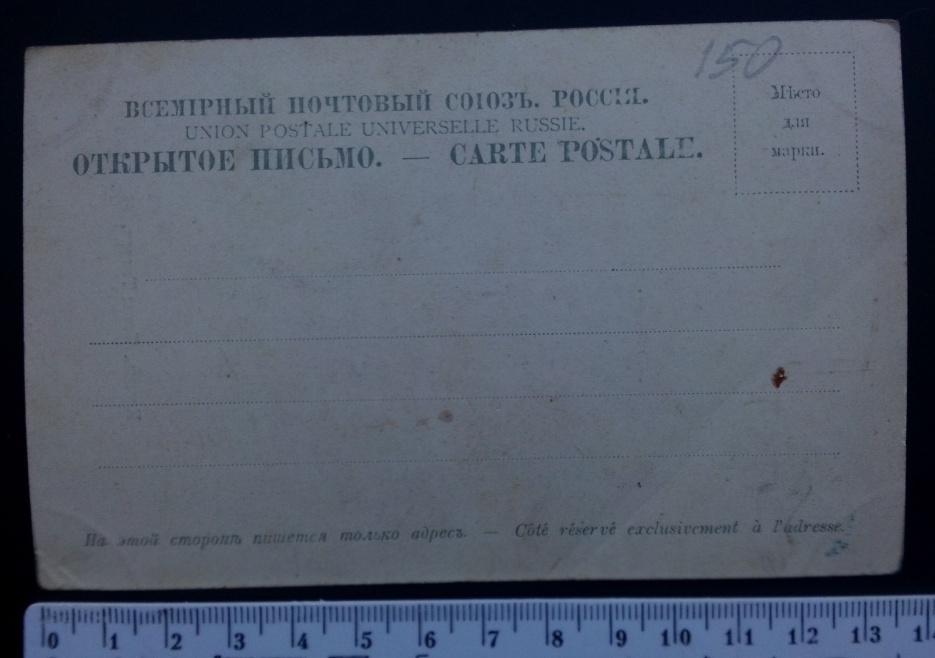 150
ВСЕМІРНЫЙ ПОЧТОВЫЙ СОЮЗЪ. РОССІЯ.
UNION POSTALE UNIVERSELLE RUSSIE.
ОТКРЫТОЕ ПИСЬМО. — CARTE POSTALE.
Мѣсто
для
марки.
На этой сторонѣ пишется только адресъ. — Côté réservé exclusivement à l'adresse.
0 1 2 3 4 5 6 7 8 9 10 11 12 13